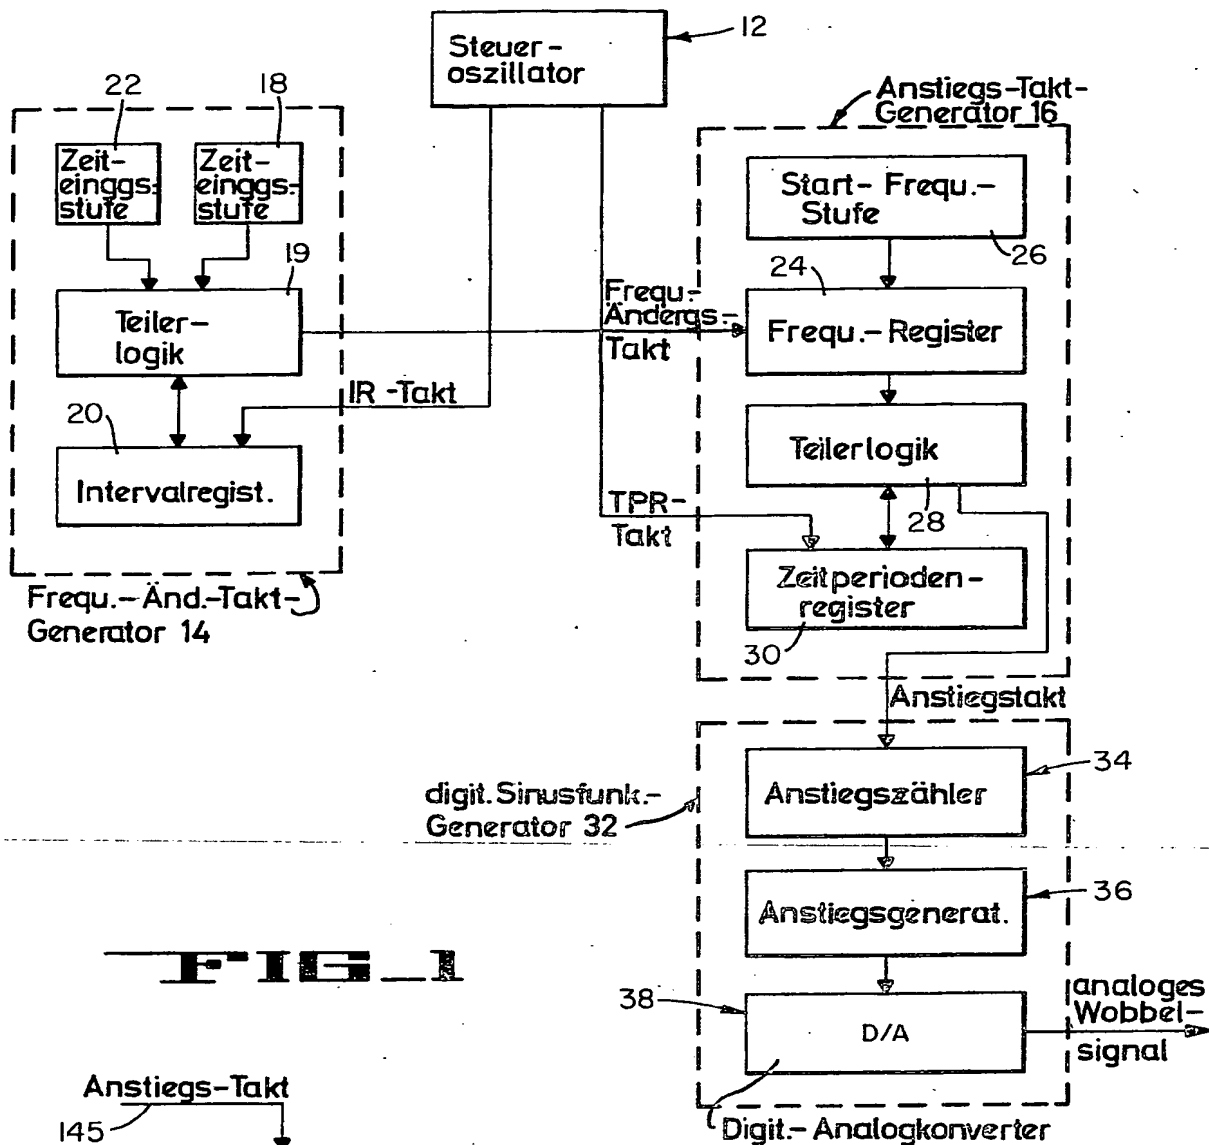 12
Steuer-
oszillator
22
18
Anstiegs-Takt-
Generator 16
Zeit-
einggs-
stufe
Zeit-
einggs-
stufe
Start- Frequ.-
Stufe
26
19
24
Teiler-
logik
Frequ.-
Ändergs-
Takt
Frequ.- Register
IR -Takt
20
Intervalregist.
Teilerlogik
28
TPR-
Takt
Zeitperioden-
register
30
Frequ.-Änd.-Takt-
Generator 14
Anstiegstakt
34
Anstiegszähler
digit. Sinusfunk.-
Generator 32
36
Anstiegsgenerat.
FIG_1
38
D/A
analoges
Wobbel-
signal
Anstiegs-Takt
145
Digit.- Analogkonverter